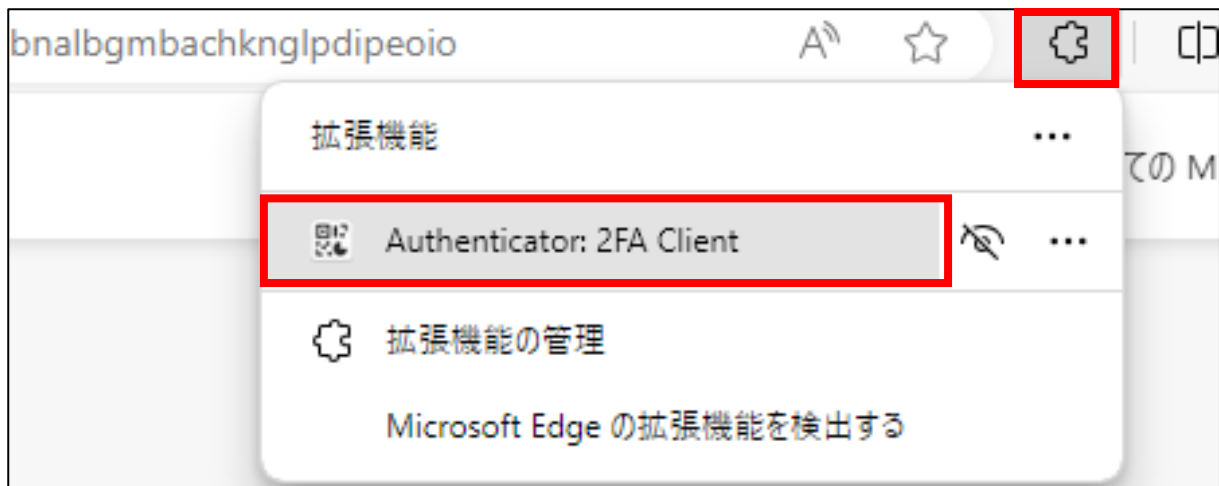 bnalbgmbachknglpdipeoio
拡張機能
ての M
Authenticator: 2FA Client
拡張機能の管理
Microsoft Edge の拡張機能を検出する